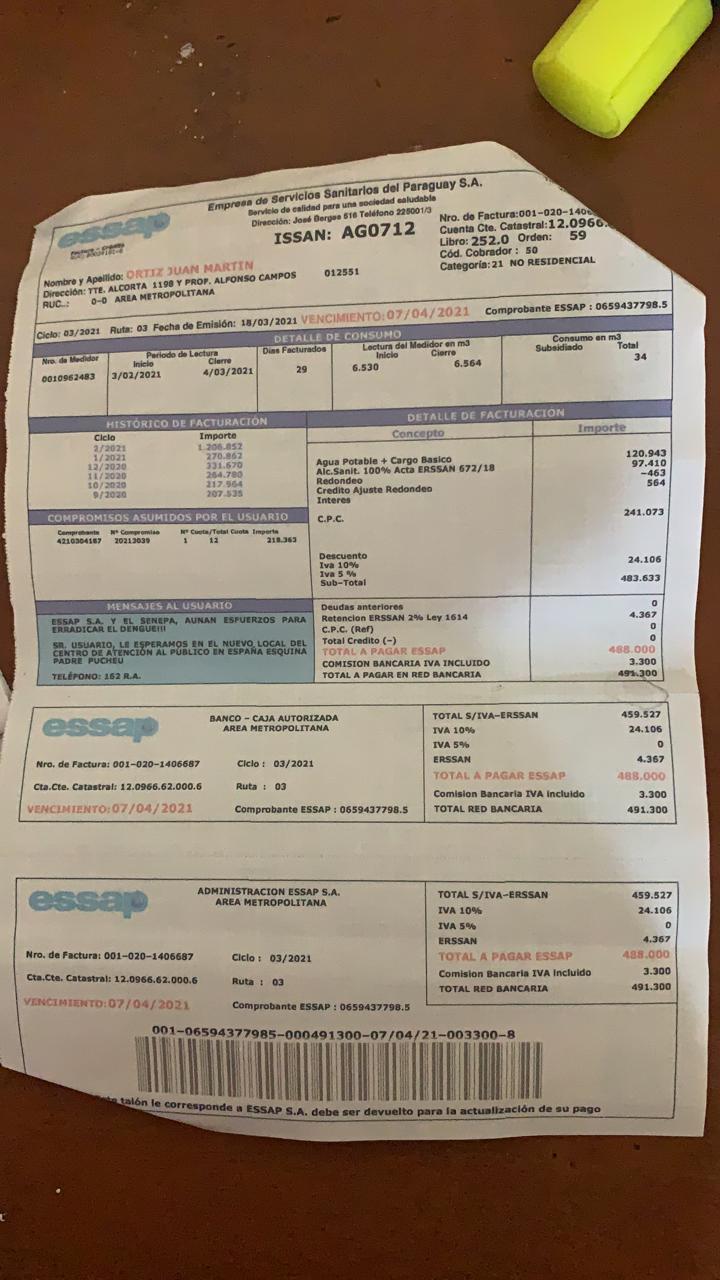 essap
Empresa de Servicios Sanitarios del Paraguay S.A.
Servicio de calidad para una sociedad saludable
Dirección: José Berges 516 Teléfono 225001/3
ISSAN: AG0712
Nro. de Factura:001-020-140
Cuenta Cte. Catastral:12.0966.
Libro: 252.0 Orden: 59
Cód. Cobrador : 50
Categoria: 21 NO RESIDENCIAL
Nombre y Apellido: ORTIZ JUAN MARTIN
Dirección: TTE. ALCORTA 1198 Y PROP. ALFONSO CAMPOS 012551
RUC..: 0-0 AREA METROPOLITANA
Ciclo: 03/2021 Ruta: 03 Fecha de Emisión: 18/03/2021 VENCIMIENTO:07/04/2021 Comprobante ESSAP : 0659437798.5
DETALLE DE CONSUMO
Nro. de Medidor Periodo de Lectura Dias Facturados Lectura del Medidor en m3 Consumo en m3
Inicio Cierre Inicio Cierre Subsidiado Total
0010962483 3/02/2021 4/03/2021 29 6.530 6.564 34
HISTÓRICO DE FACTURACIÓN
Ciclo Importe
2/2021 1.206.852
1/2021 270.862
12/2020 331.670
11/2020 264.780
10/2020 217.964
9/2020 207.535
COMPROMISOS ASUMIDOS POR EL USUARIO
Comprobante Nº Compromiso Nº Cuota/Total Cuota Importe
4210304187 20213039 1 12 218.363
MENSAJES AL USUARIO
ESSAP S.A. Y EL SENEPA, AUNAN ESFUERZOS PARA
ERRADICAR EL DENGUE!!!
SR. USUARIO, LE ESPERAMOS EN EL NUEVO LOCAL DEL
CENTRO DE ATENCIÓN AL PÚBLICO EN ESPAÑA ESQUINA
PADRE PUCHEU
TELÉFONO: 162 R.A.
DETALLE DE FACTURACIÓN
Concepto Importe
Agua Potable + Cargo Basico 120.943
Alc.Sanit. 100% Acta ERSSAN 672/18 97.410
Redondeo -463
Credito Ajuste Redondeo 564
Interes
C.P.C. 241.073
Descuento
Iva 10% 24.106
Iva 5 %
Sub-Total 483.633
Deudas anteriores 0
Retencion ERSSAN 2% Ley 1614 4.367
C.P.C. (Ref) 0
Total Credito (-) 0
TOTAL A PAGAR ESSAP 488.000
COMISION BANCARIA IVA INCLUIDO 3.300
TOTAL A PAGAR EN RED BANCARIA 491.300
essap
BANCO - CAJA AUTORIZADA
AREA METROPOLITANA
Nro. de Factura: 001-020-1406687 Ciclo : 03/2021
Cta.Cte. Catastral: 12.0966.62.000.6 Ruta : 03
VENCIMIENTO:07/04/2021 Comprobante ESSAP : 0659437798.5
TOTAL S/IVA-ERSSAN 459.527
IVA 10% 24.106
IVA 5% 0
ERSSAN 4.367
TOTAL A PAGAR ESSAP 488.000
Comision Bancaria IVA Incluido 3.300
TOTAL RED BANCARIA 491.300
essap
ADMINISTRACION ESSAP S.A.
AREA METROPOLITANA
Nro. de Factura: 001-020-1406687 Ciclo : 03/2021
Cta.Cte. Catastral: 12.0966.62.000.6 Ruta : 03
VENCIMIENTO:07/04/2021 Comprobante ESSAP : 0659437798.5
TOTAL S/IVA-ERSSAN 459.527
IVA 10% 24.106
IVA 5% 0
ERSSAN 4.367
TOTAL A PAGAR ESSAP 488.000
Comision Bancaria IVA Incluido 3.300
TOTAL RED BANCARIA 491.300
001-06594377985-000491300-07/04/21-003300-8
talón le corresponde a ESSAP S.A. debe ser devuelto para la actualización de su pago